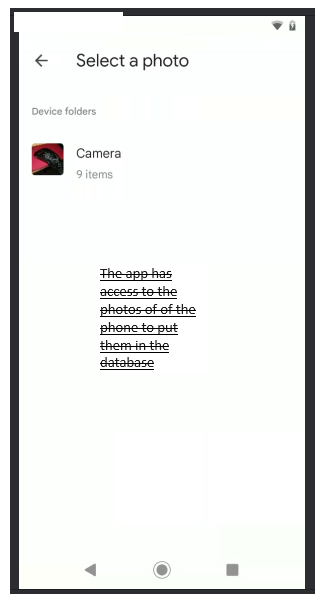 Select a photo
Device folders
Camera
9 items
The app has
access to the
photos of of the
phone to put
them in the
database